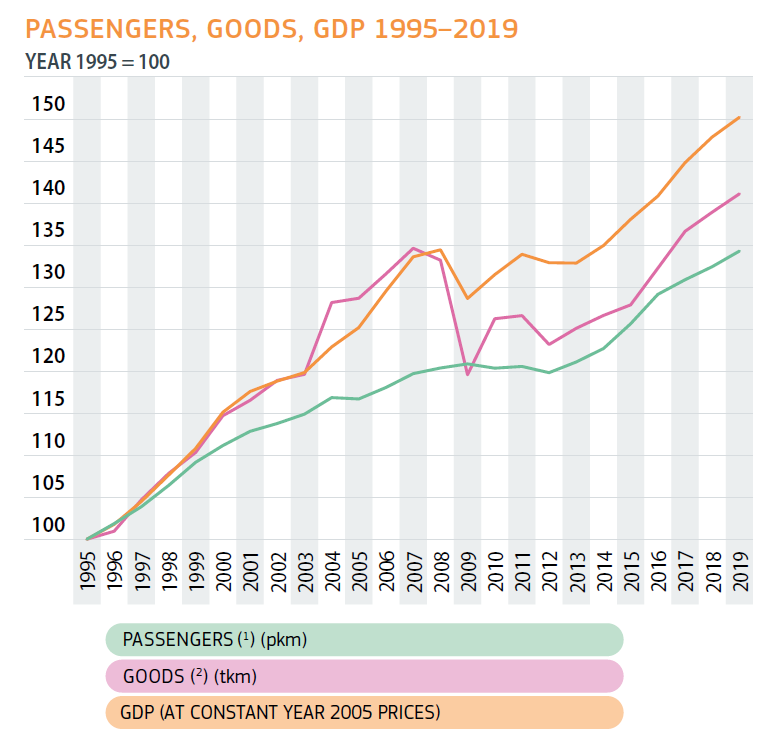 PASSENGERS, GOODS, GDP 1995–2019
YEAR 1995 = 100
150
145
140
135
130
125
120
115
110
105
100
1995 1996 1997 1998 1999 2000 2001 2002 2003 2004 2005 2006 2007 2008 2009 2010 2011 2012 2013 2014 2015 2016 2017 2018 2019
PASSENGERS (¹) (pkm)
GOODS (²) (tkm)
GDP (AT CONSTANT YEAR 2005 PRICES)